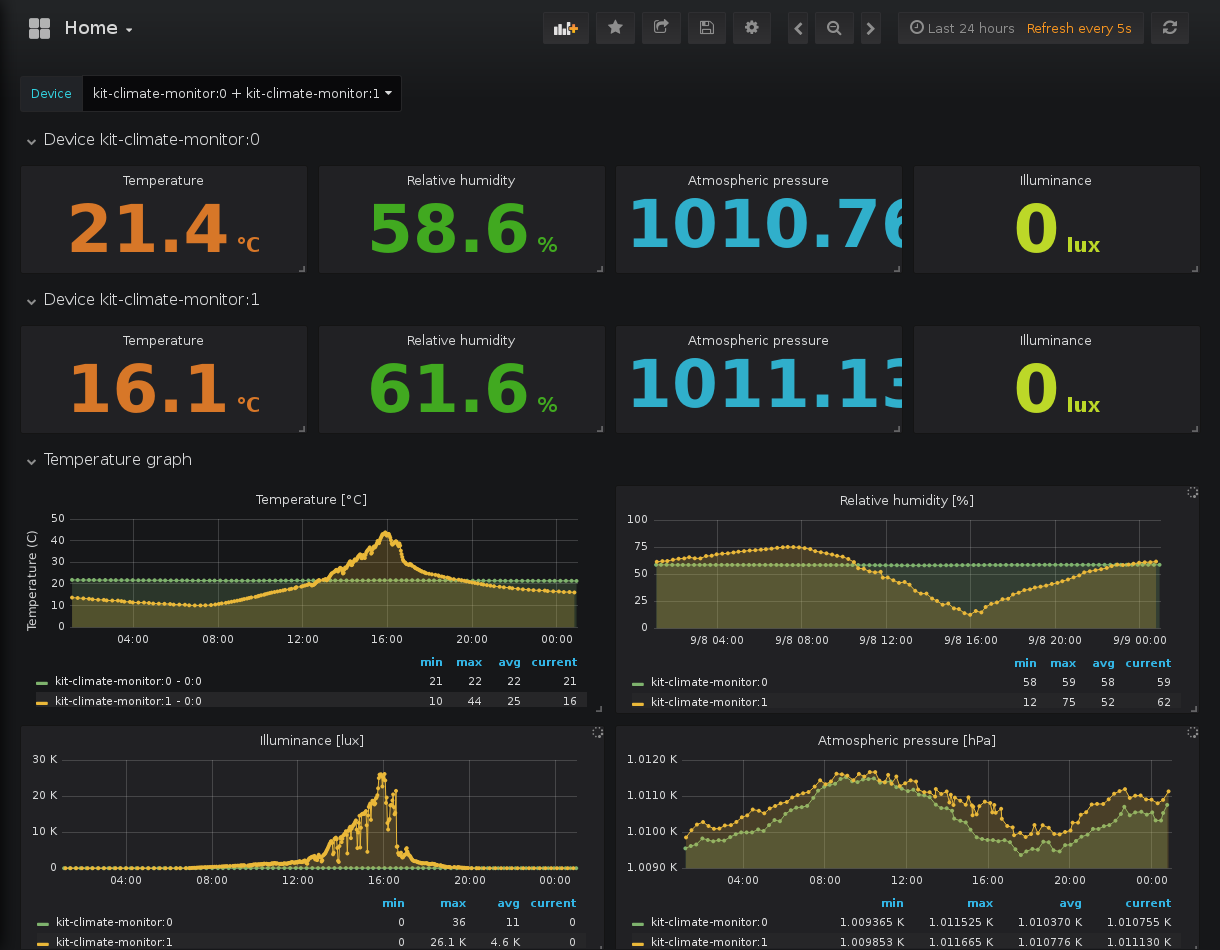 Home
Last 24 hours Refresh every 5s
Device kit-climate-monitor:0 + kit-climate-monitor:1
Device kit-climate-monitor:0
Temperature Relative humidity Atmospheric pressure Illuminance
21.4 °C 58.6 % 1010.76 0 lux
Device kit-climate-monitor:1
Temperature Relative humidity Atmospheric pressure Illuminance
16.1 °C 61.6 % 1011.13 0 lux
Temperature graph
Temperature [°C]
Temperature (C)
50
40
30
20
10
0
04:00 08:00 12:00 16:00 20:00 00:00
min max avg current
kit-climate-monitor:0 - 0:0 21 22 22 21
kit-climate-monitor:1 - 0:0 10 44 25 16
Relative humidity [%]
100
75
50
25
0
9/8 04:00 9/8 08:00 9/8 12:00 9/8 16:00 9/8 20:00 9/9 00:00
min max avg current
kit-climate-monitor:0 58 59 58 59
kit-climate-monitor:1 12 75 52 62
Illuminance [lux]
30 K
20 K
10 K
0
04:00 08:00 12:00 16:00 20:00 00:00
min max avg current
kit-climate-monitor:0 0 36 11 0
kit-climate-monitor:1 0 26.1 K 4.6 K 0
Atmospheric pressure [hPa]
1.0120 K
1.0110 K
1.0100 K
1.0090 K
04:00 08:00 12:00 16:00 20:00 00:00
min max avg current
kit-climate-monitor:0 1.009365 K 1.011525 K 1.010370 K 1.010755 K
kit-climate-monitor:1 1.009853 K 1.011665 K 1.010776 K 1.011130 K